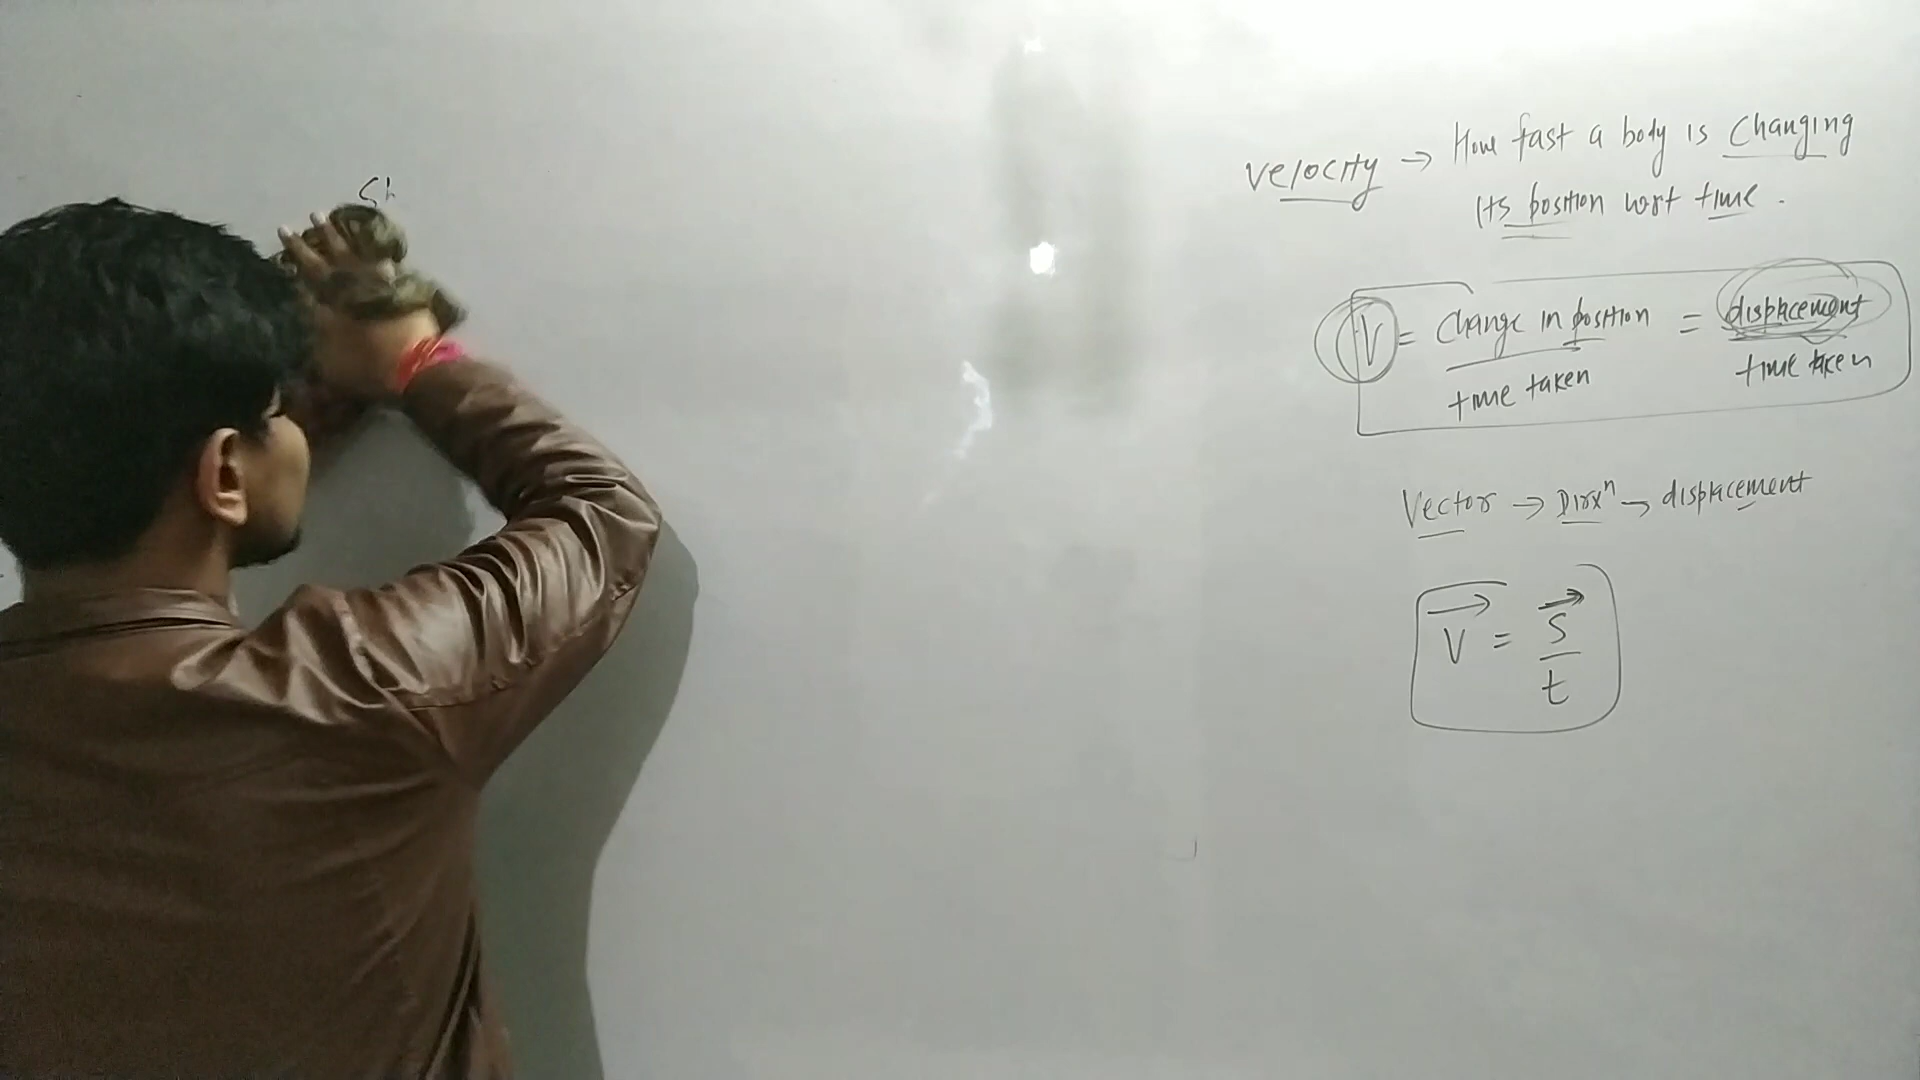 Velocity → How fast a body is changing
its position w.r.t time.
V = Change in position / time taken = displacement / time taken
Vector → Dirxⁿ → displacement
V⃗ = S⃗ / t